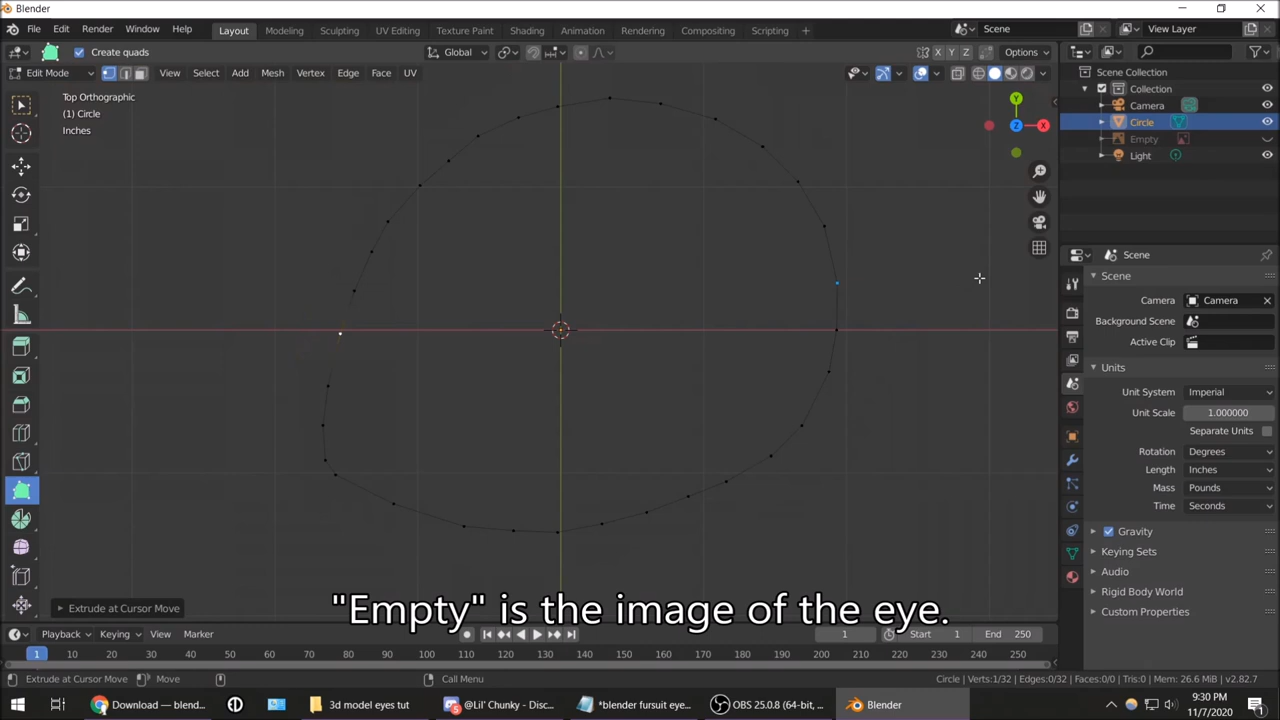 Blender
File Edit Render Window Help Layout Modeling Sculpting UV Editing Texture Paint Shading Animation Rendering Compositing Scripting + Scene View Layer
Create quads Global Options
Edit Mode View Select Add Mesh Vertex Edge Face UV
X Y Z
Top Orthographic
(1) Circle
Inches
Y
Z X
Scene Collection
Collection
Camera
Circle
Empty
Light
Scene
Scene
Camera Camera
Background Scene
Active Clip
Units
Unit System Imperial
Unit Scale 1.000000
Separate Units
Rotation Degrees
Length Inches
Mass Pounds
Time Seconds
Gravity
Keying Sets
Audio
Rigid Body World
Custom Properties
Extrude at Cursor Move
"Empty" is the image of the eye.
Playback Keying View Marker 1 Start 1 End 250
1 10 20 30 40 50 60 70 80 90 100 110 120 130 140 150 160 170 180 190 200 210 220 230 240 250
Extrude at Cursor Move Move Call Menu Circle | Verts:1/32 | Edges:0/32 | Faces:0/0 | Tris:0 | Mem: 26.6 MiB | v2.82.7
Download — blend... 3d model eyes tut @Lil' Chunky - Disc... *blender fursuit eye... OBS 25.0.8 (64-bit, ... Blender
9:30 PM
11/7/2020